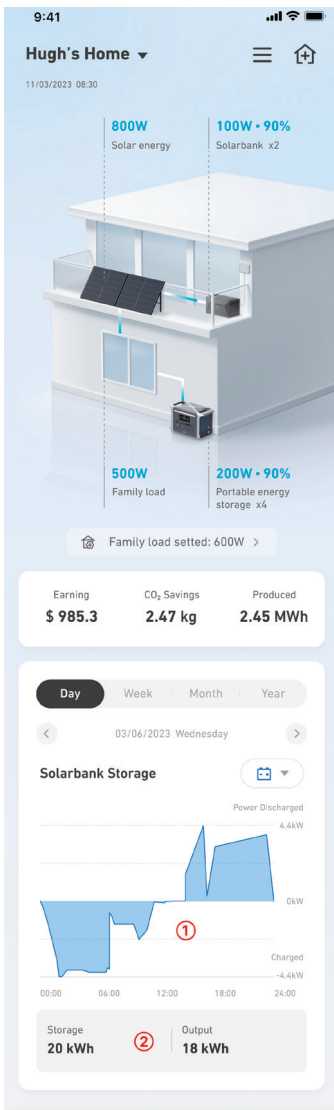 9:41
Hugh's Home
11/03/2023 08:30
800W
Solar energy
100W • 90%
Solarbank x2
500W
Family load
200W • 90%
Portable energy
storage x4
Family load setted: 600W >
Earning
$ 985.3
CO₂ Savings
2.47 kg
Produced
2.45 MWh
Day Week Month Year
< 03/06/2023 Wednesday >
Solarbank Storage
Power Discharged
4.4kW
0kW
①
Charged
-4.4kW
00:00 06:00 12:00 18:00 24:00
Storage
20 kWh
②
Output
18 kWh